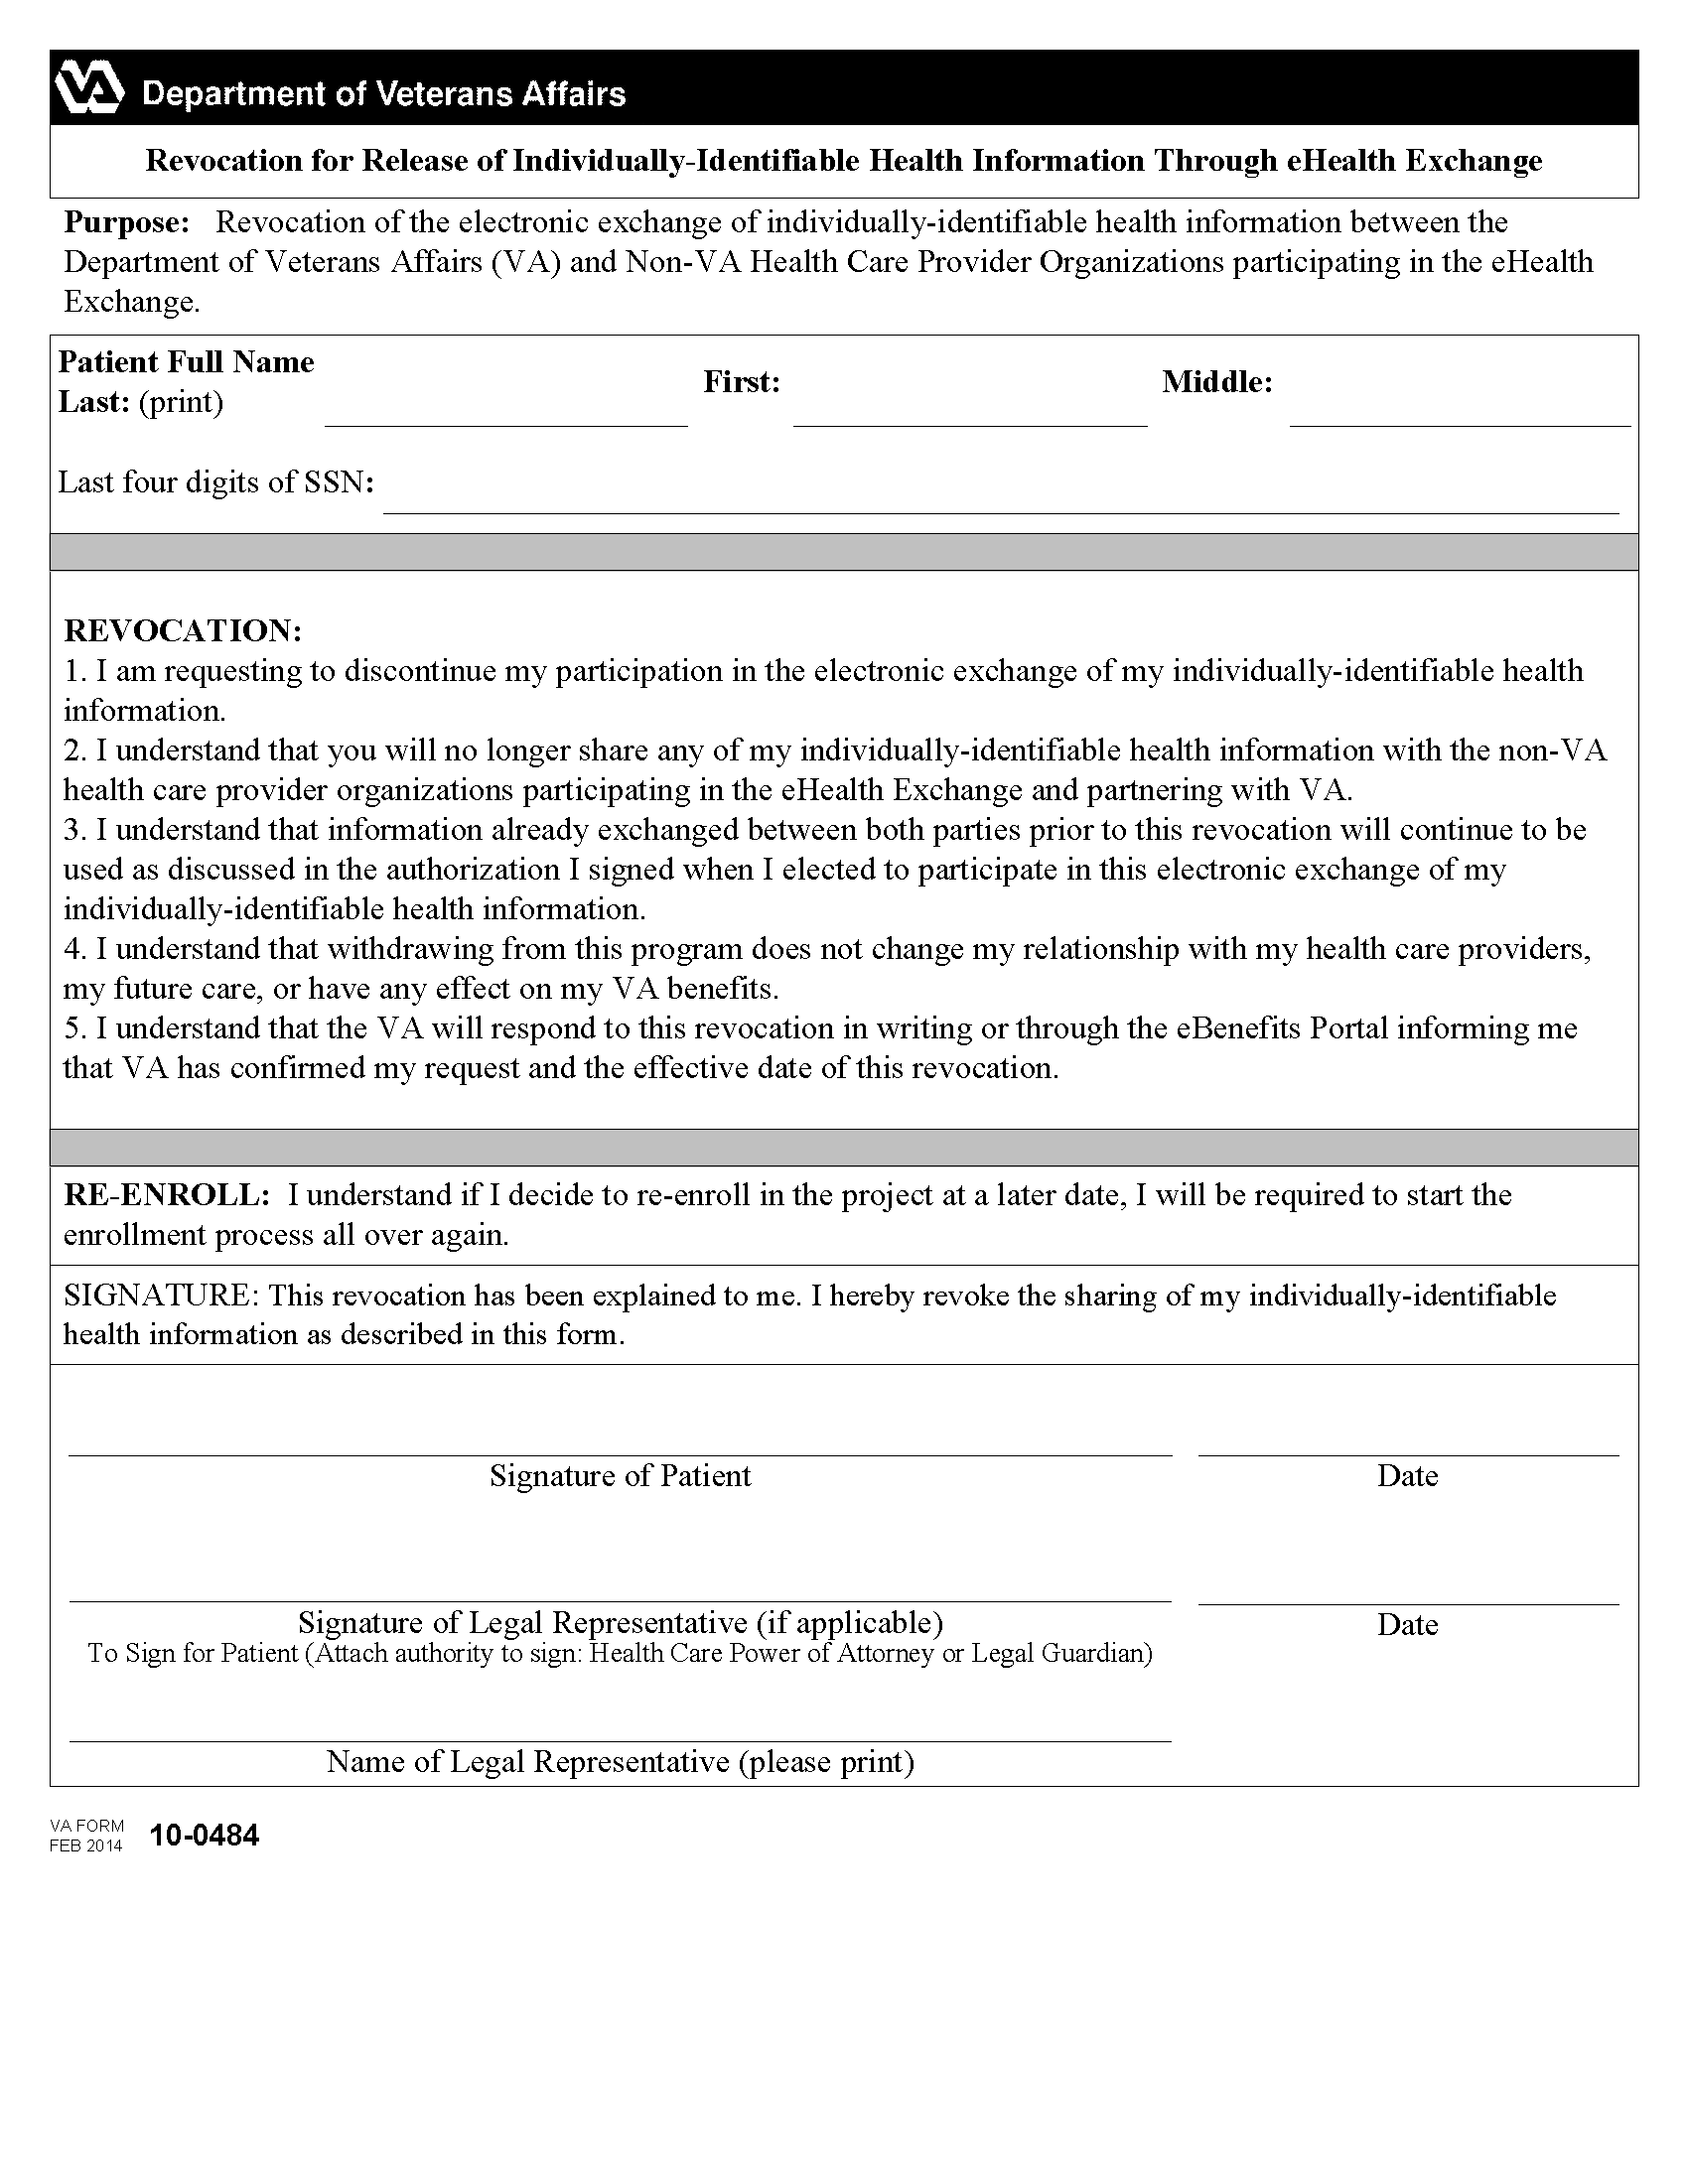 VA Department of Veterans Affairs
Revocation for Release of Individually-Identifiable Health Information Through eHealth Exchange
Purpose: Revocation of the electronic exchange of individually-identifiable health information between the
Department of Veterans Affairs (VA) and Non-VA Health Care Provider Organizations participating in the eHealth
Exchange.
Patient Full Name
Last: (print) First: Middle:
Last four digits of SSN:
REVOCATION:
1. I am requesting to discontinue my participation in the electronic exchange of my individually-identifiable health
information.
2. I understand that you will no longer share any of my individually-identifiable health information with the non-VA
health care provider organizations participating in the eHealth Exchange and partnering with VA.
3. I understand that information already exchanged between both parties prior to this revocation will continue to be
used as discussed in the authorization I signed when I elected to participate in this electronic exchange of my
individually-identifiable health information.
4. I understand that withdrawing from this program does not change my relationship with my health care providers,
my future care, or have any effect on my VA benefits.
5. I understand that the VA will respond to this revocation in writing or through the eBenefits Portal informing me
that VA has confirmed my request and the effective date of this revocation.
RE-ENROLL: I understand if I decide to re-enroll in the project at a later date, I will be required to start the
enrollment process all over again.
SIGNATURE: This revocation has been explained to me. I hereby revoke the sharing of my individually-identifiable
health information as described in this form.
Signature of Patient Date
Signature of Legal Representative (if applicable) Date
To Sign for Patient (Attach authority to sign: Health Care Power of Attorney or Legal Guardian)
Name of Legal Representative (please print)
VA FORM
FEB 2014 10-0484